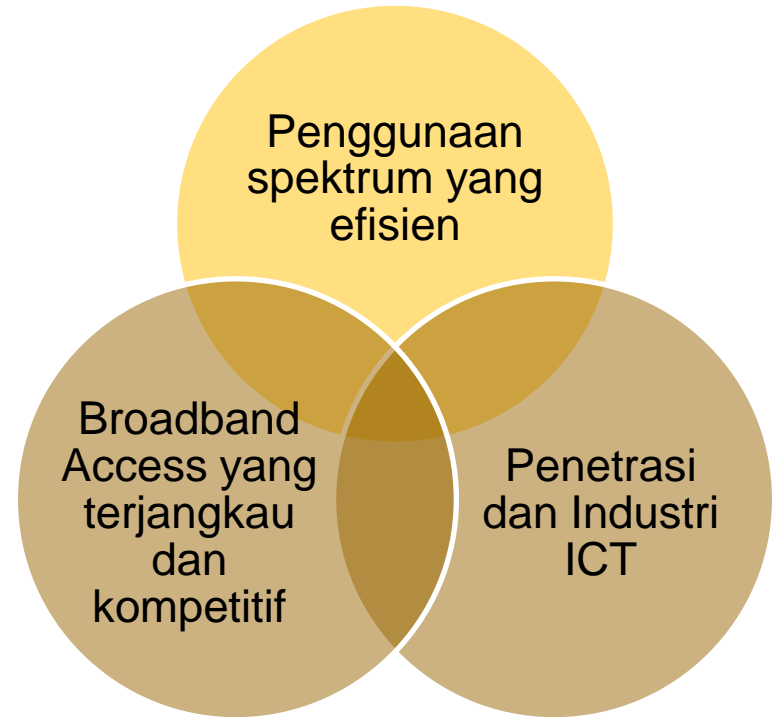 Penggunaan
spektrum yang
efisien
Broadband
Access yang
terjangkau
dan
kompetitif
Penetrasi
dan Industri
ICT